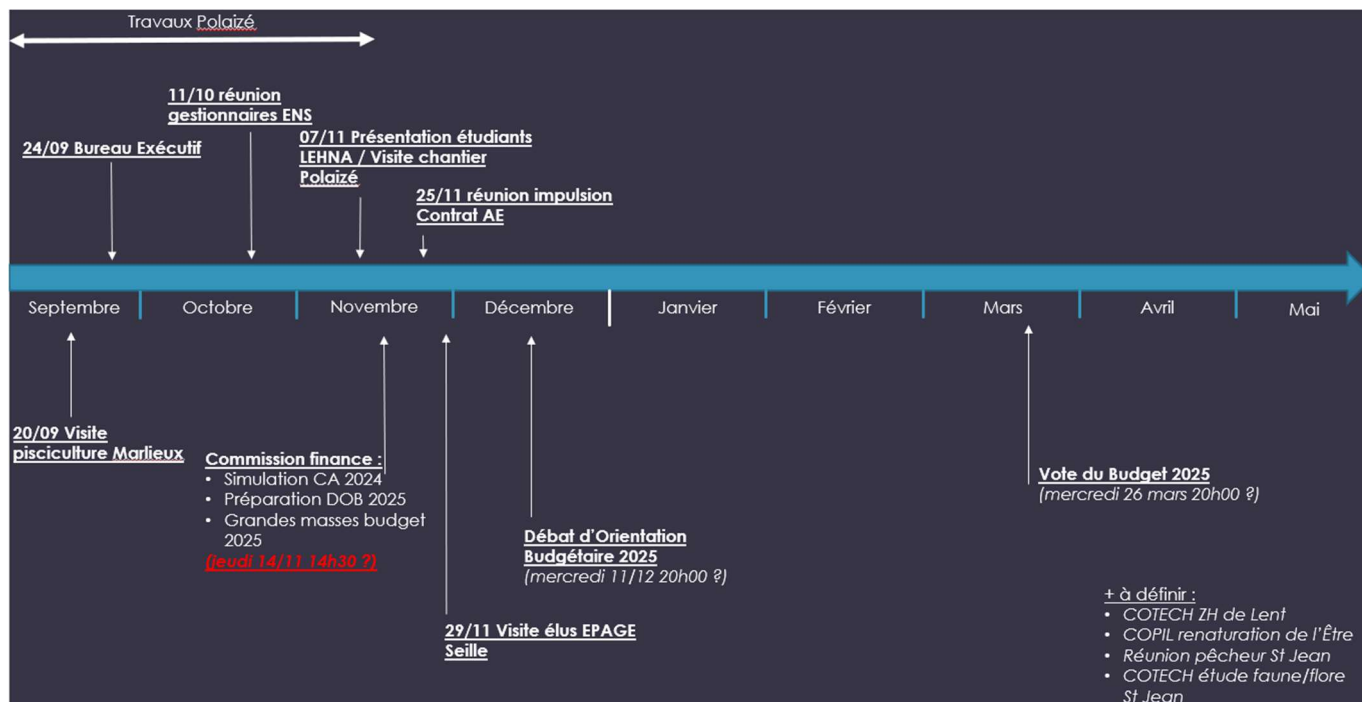 Travaux Polaizé
11/10 réunion
gestionnaires ENS
24/09 Bureau Exécutif
07/11 Présentation étudiants
LEHNA / Visite chantier
Polaizé
25/11 réunion impulsion
Contrat AE
Septembre
Octobre
Novembre
Décembre
Janvier
Février
Mars
Avril
Mai
20/09 Visite
pisciculture Marlieux
Commission finance :
• Simulation CA 2024
• Préparation DOB 2025
• Grandes masses budget
2025
(jeudi 14/11 14h30 ?)
29/11 Visite élus EPAGE
Seille
Débat d'Orientation
Budgétaire 2025
(mercredi 11/12 20h00 ?)
Vote du Budget 2025
(mercredi 26 mars 20h00 ?)
+ à définir :
• COTECH ZH de Lent
• COPIL renaturation de l'Être
• Réunion pêcheur St Jean
• COTECH étude faune/flore
St Jean